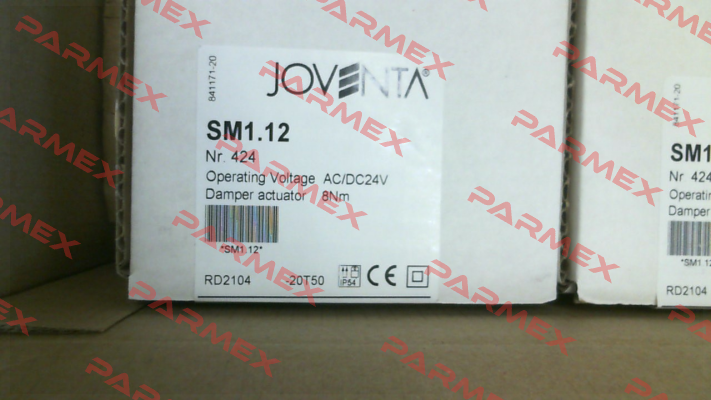 841171-20
JOVENTA®
SM1.12
Nr. 424
Operating Voltage AC/DC24V
Damper actuator 8Nm
*SM1.12*
RD2104 -20T50 IP54 CE
841171-20
SM1
Nr 424
Operatin
Damper
*SM1.12
RD2104
PARMEX
PARMEX
PARMEX
PARMEX
PARMEX
PARMEX
PARMEX
PARMEX
PARMEX
PARMEX